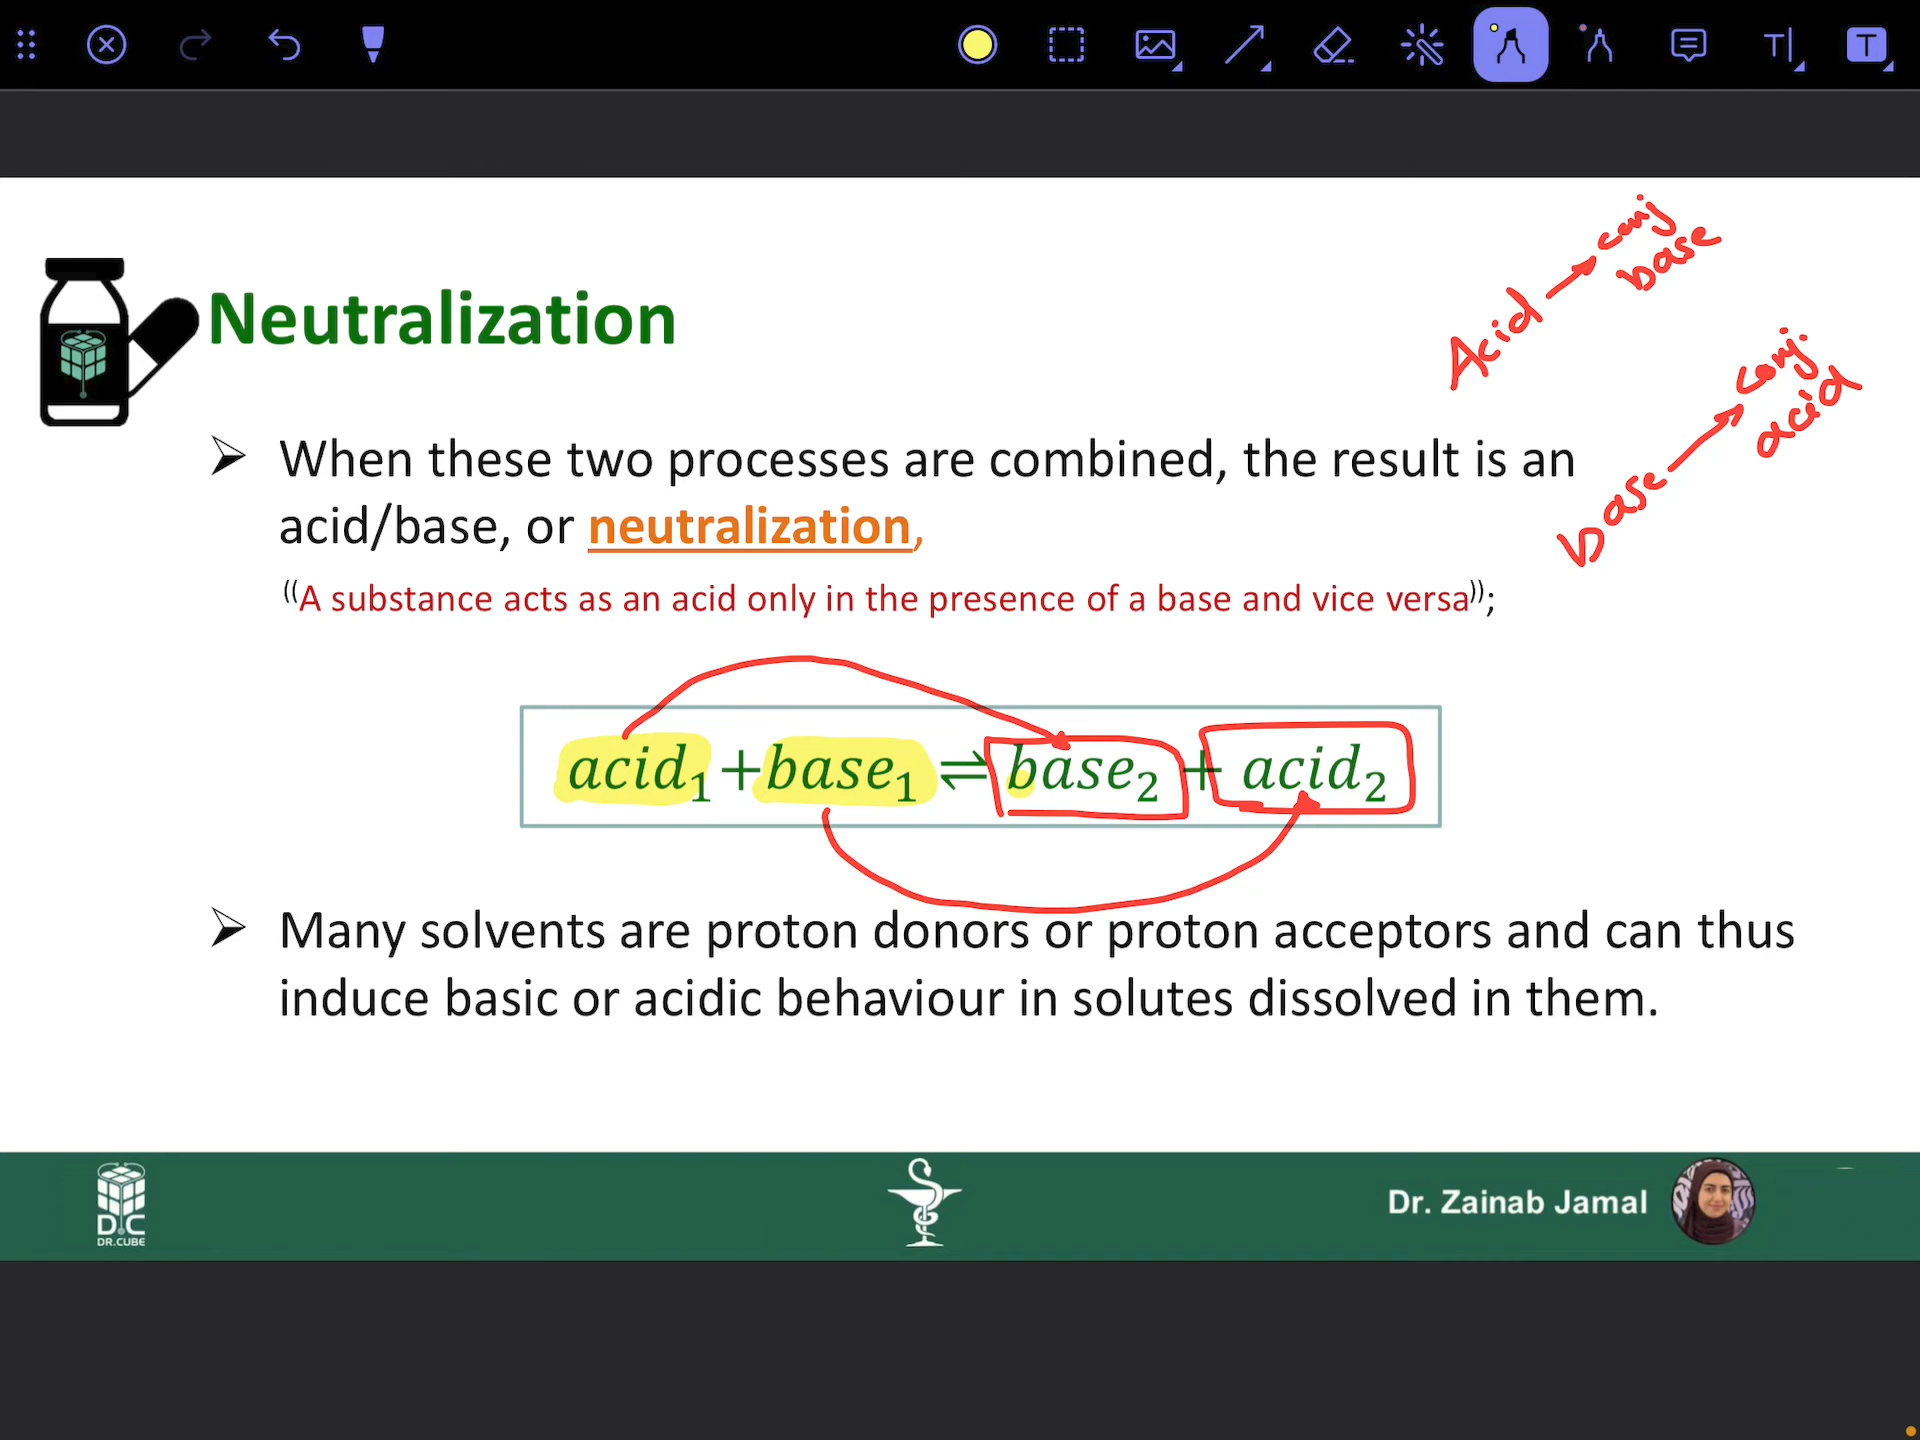 Neutralization
Acid → conj
base
base → conj.
acid
➢ When these two processes are combined, the result is an
acid/base, or neutralization,
((A substance acts as an acid only in the presence of a base and vice versa));
acid₁ + base₁ ⇌ base₂ + acid₂
➢ Many solvents are proton donors or proton acceptors and can thus
induce basic or acidic behaviour in solutes dissolved in them.
DC
DR.CUBE
Dr. Zainab Jamal